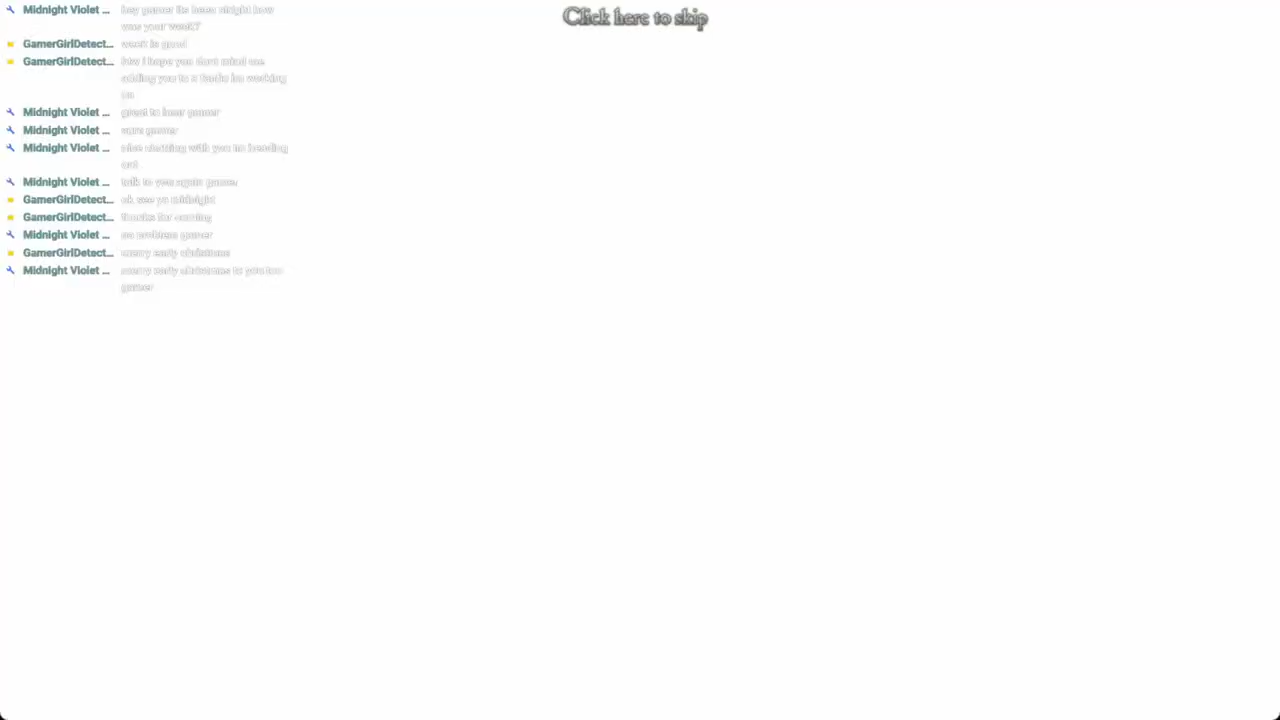 Click here to skip
Midnight Violet ... hey gamer its been alright how
was your week?
GamerGirlDetect... week is good
GamerGirlDetect... btw i hope you dont mind me
adding you to a fanfic im working
on
Midnight Violet ... great to hear gamer
Midnight Violet ... sure gamer
Midnight Violet ... nice chatting with you im heading
out
Midnight Violet ... talk to you again gamer
GamerGirlDetect... ok see ya midnight
GamerGirlDetect... thanks for coming
Midnight Violet ... no problem gamer
GamerGirlDetect... merry early christmas
Midnight Violet ... merry early christmas to you too
gamer